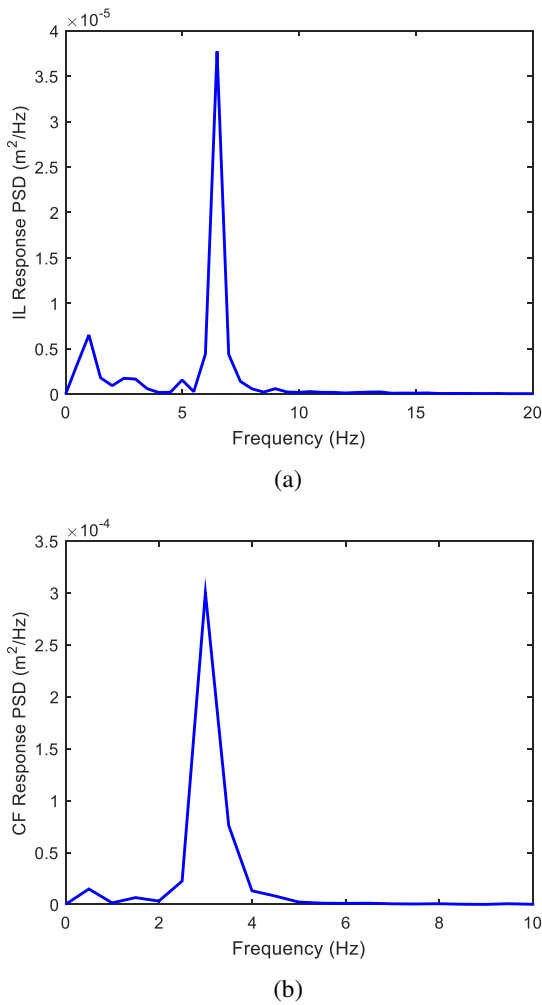 ×10⁻⁵
4
3.5
3
2.5
2
1.5
1
0.5
0
IL Response PSD (m²/Hz)
0 5 10 15 20
Frequency (Hz)
(a)
×10⁻⁴
3.5
3
2.5
2
1.5
1
0.5
0
CF Response PSD (m²/Hz)
0 2 4 6 8 10
Frequency (Hz)
(b)